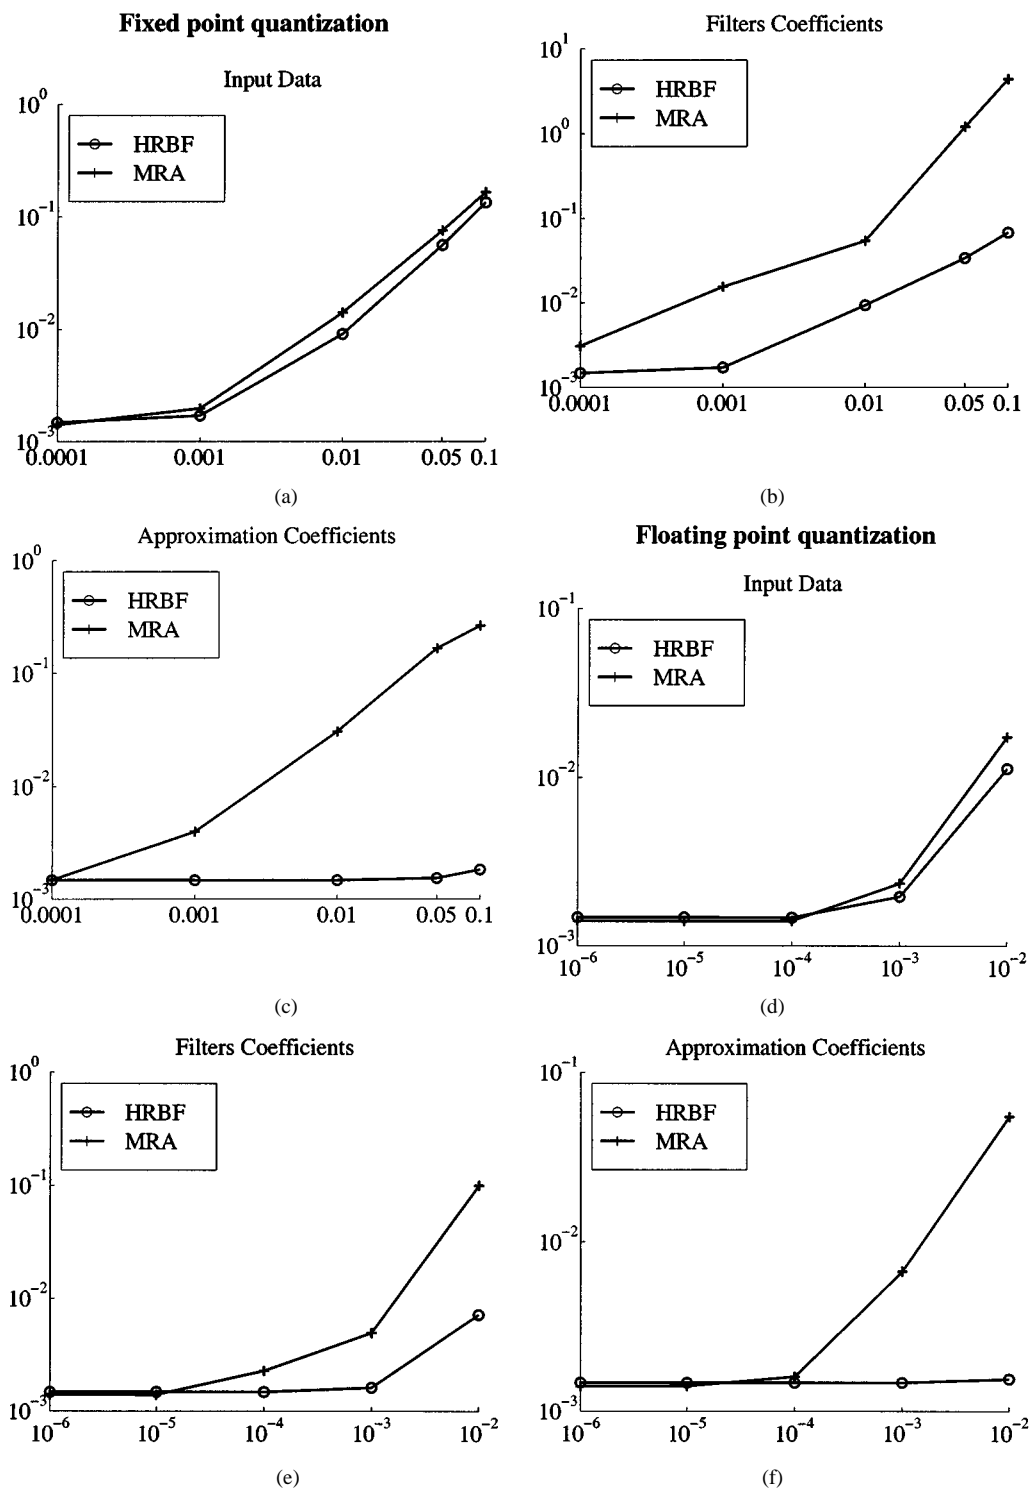 Fixed point quantization
Input Data
10^0
HRBF
MRA
10^-1
10^-2
10^-3
0.0001 0.001 0.01 0.05 0.1
(a)
Filters Coefficients
10^1
HRBF
MRA
10^0
10^-1
10^-2
10^-3
0.0001 0.001 0.01 0.05 0.1
(b)
Approximation Coefficients
10^0
HRBF
MRA
10^-1
10^-2
10^-3
0.0001 0.001 0.01 0.05 0.1
(c)
Floating point quantization
Input Data
10^-1
HRBF
MRA
10^-2
10^-3
10^-6 10^-5 10^-4 10^-3 10^-2
(d)
Filters Coefficients
10^0
HRBF
MRA
10^-1
10^-2
10^-3
10^-6 10^-5 10^-4 10^-3 10^-2
(e)
Approximation Coefficients
10^-1
HRBF
MRA
10^-2
10^-3
10^-6 10^-5 10^-4 10^-3 10^-2
(f)